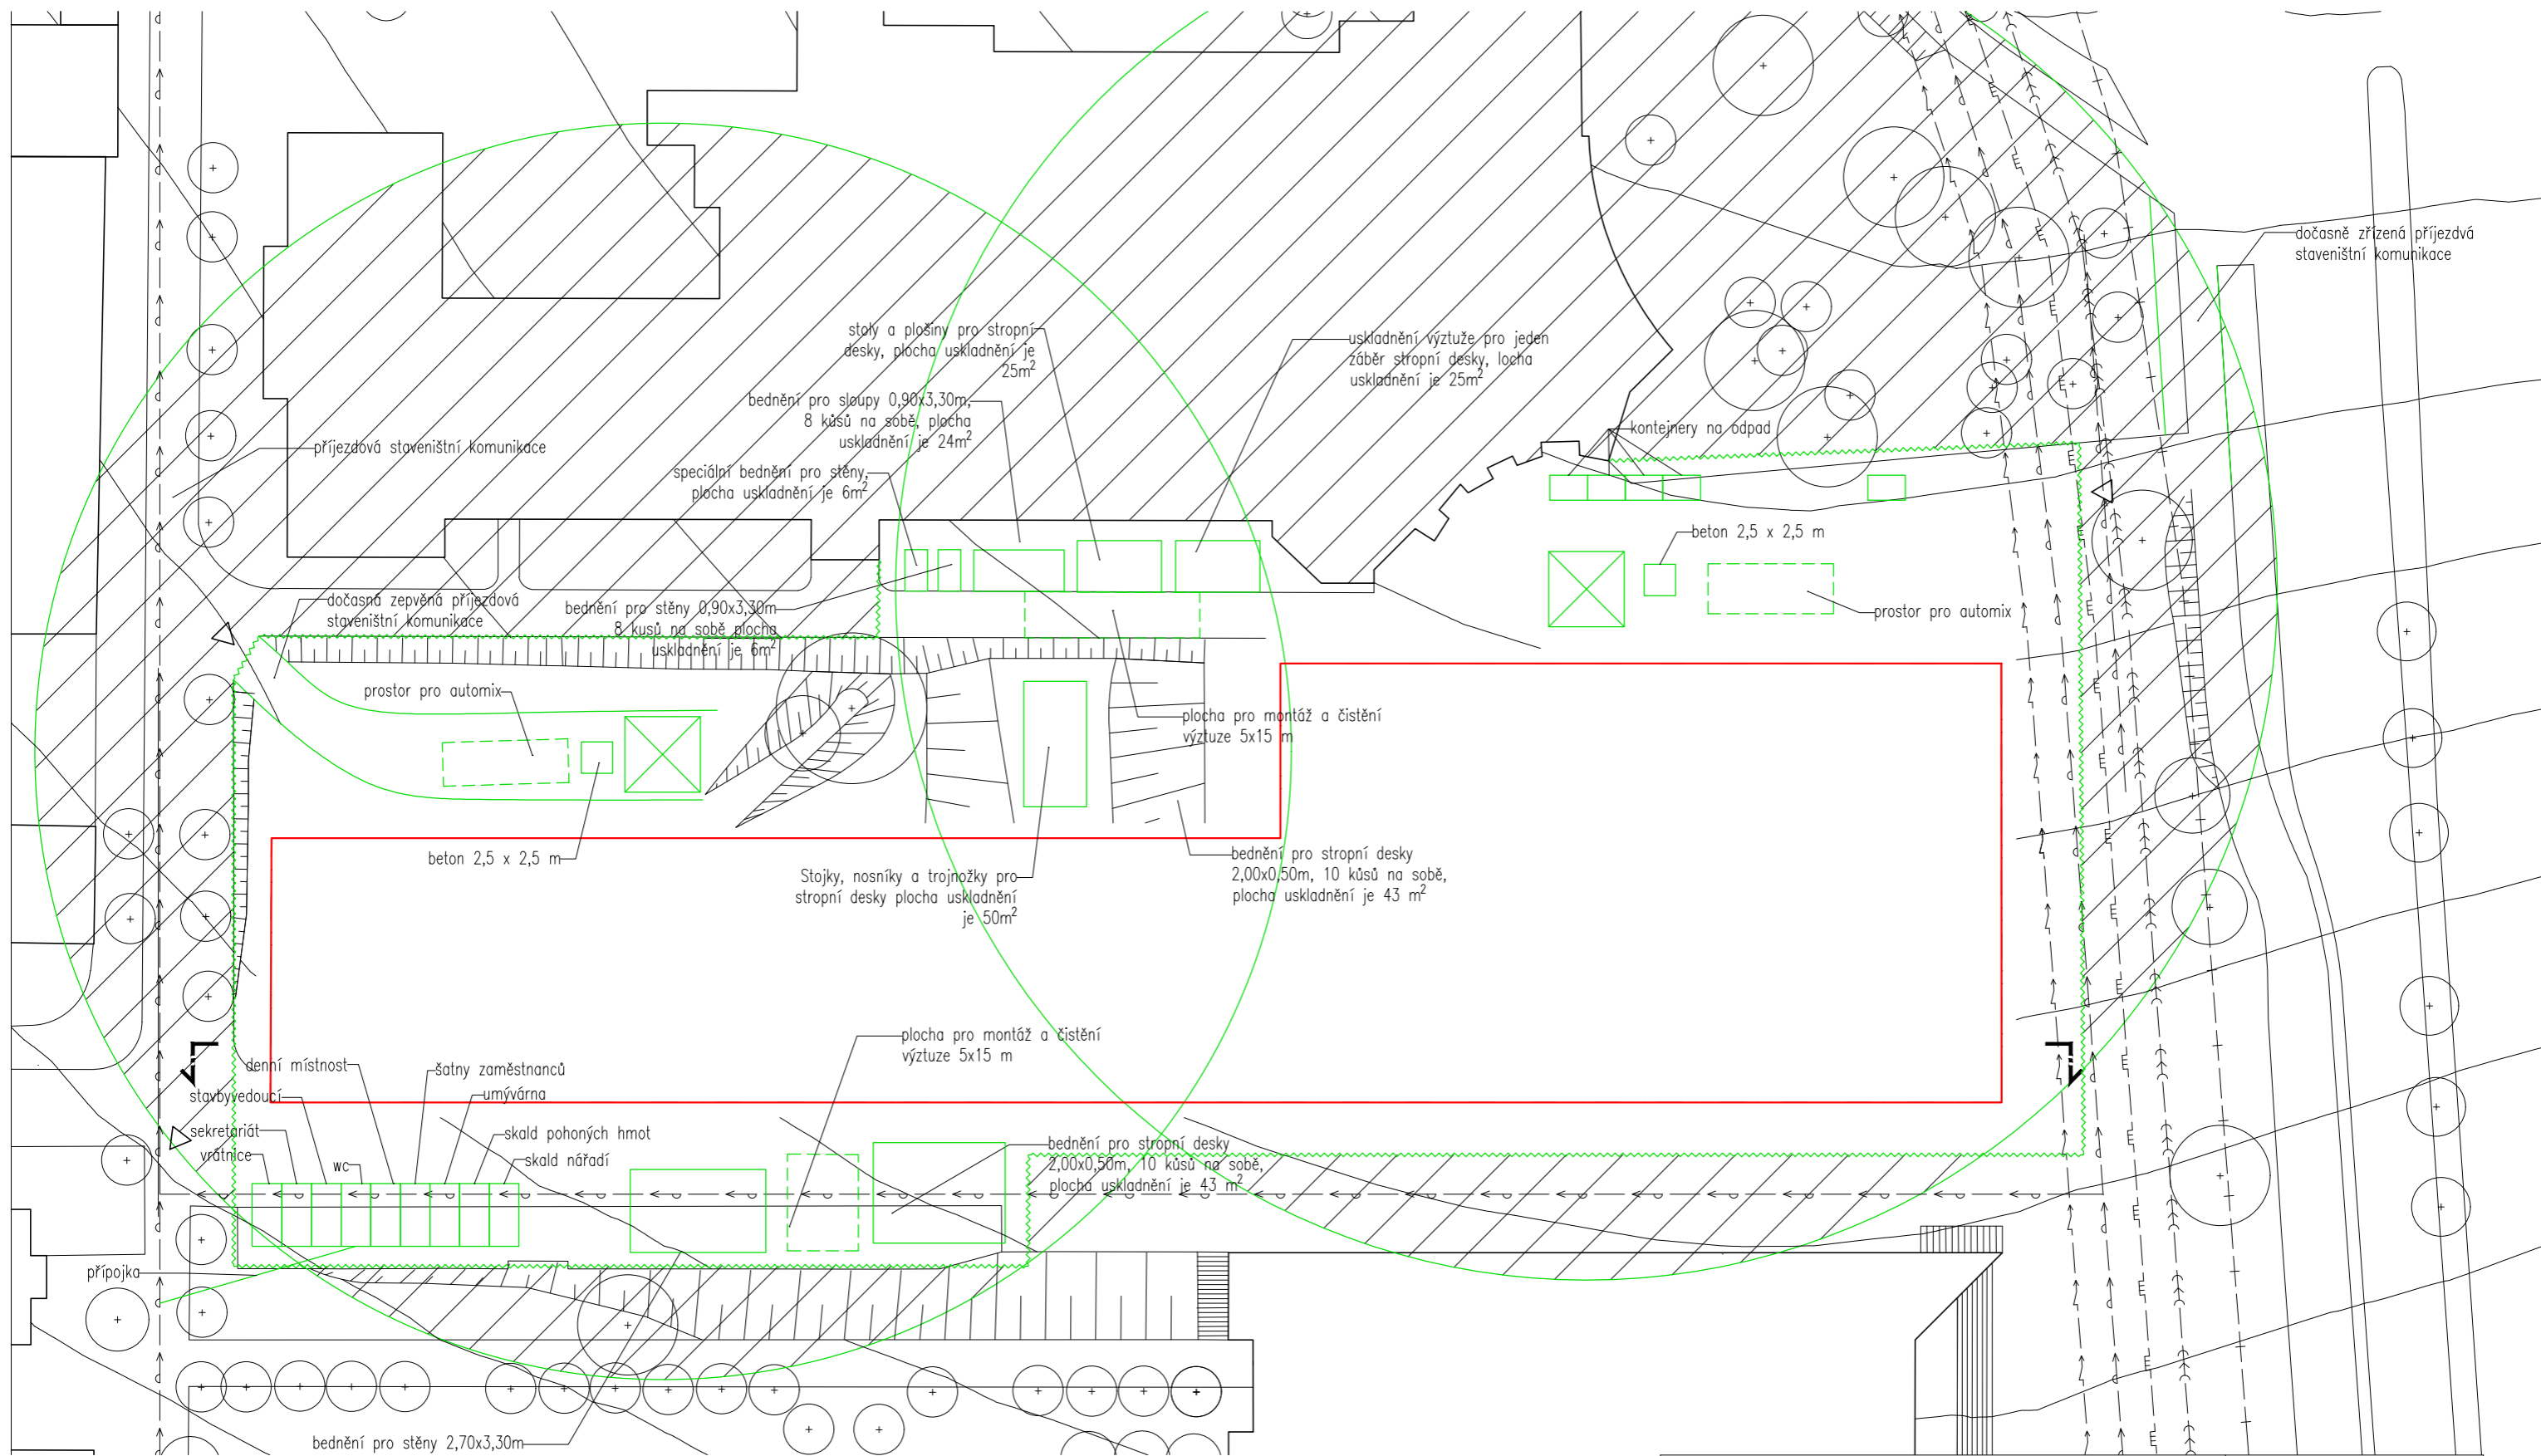 dočasně zřízená příjezdvá
staveništní komunikace
stoly a plošiny pro stropní
desky, plocha uskladnění je
25m²
uskladnění výztuže pro jeden
záběr stropní desky, locha
uskladnění je 25m²
bednění pro sloupy 0,90x3,30m,
8 kůsů na sobě, plocha
uskladnění je 24m²
kontejnery na odpad
příjezdová staveništní komunikace
speciální bednění pro stěny,
plocha uskladnění je 6m²
beton 2,5 x 2,5 m
dočasná zepvěná příjezdová
staveništní komunikace
bednění pro stěny 0,90x3,30m
8 kusů na sobě plocha
uskladnění je 6m²
prostor pro automix
prostor pro automix
plocha pro montáž a čistění
výztuze 5x15 m
beton 2,5 x 2,5 m
Stojky, nosníky a trojnožky pro
stropní desky plocha uskladnění
je 50m²
bednění pro stropní desky
2,00x0,50m, 10 kůsů na sobě,
plocha uskladnění je 43 m²
plocha pro montáž a čistění
výztuze 5x15 m
denní místnost
šatny zaměstnanců
stavbyvedoucí
umývárna
sekretariát
skald pohoných hmot
vrátnice
wc
skald nářadí
bednění pro stropní desky
2,00x0,50m, 10 kůsů na sobě,
plocha uskladnění je 43 m²
přípojka
bednění pro stěny 2,70x3,30m